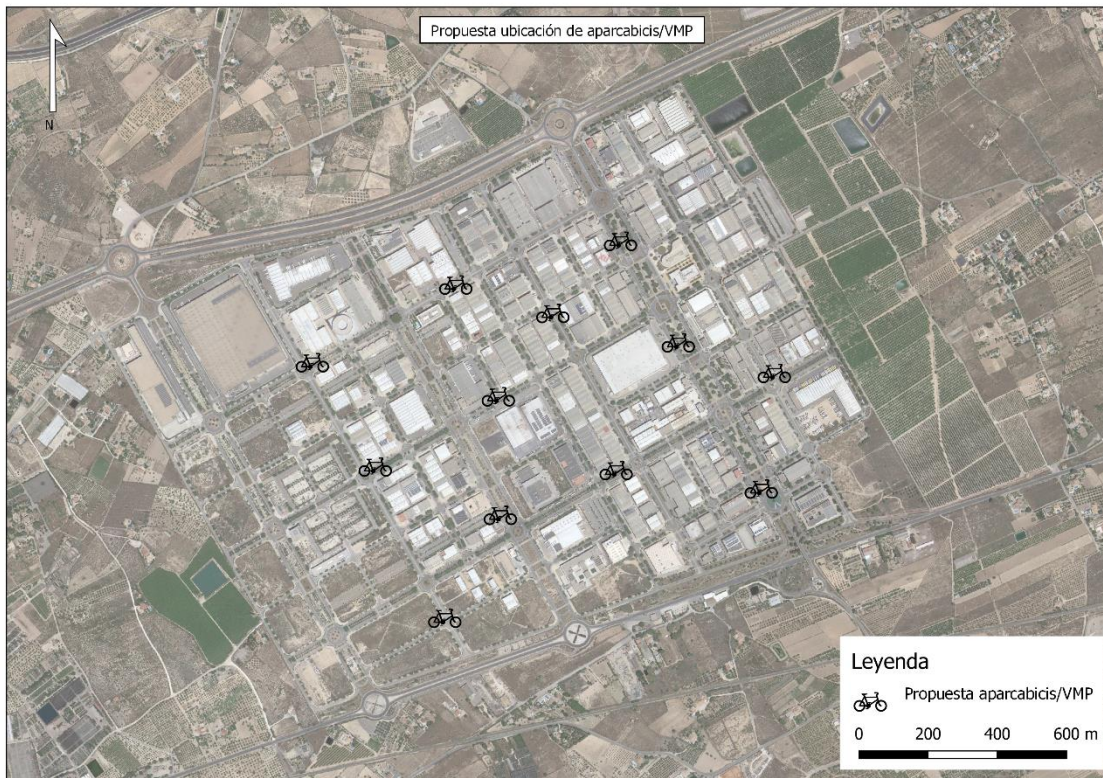 Propuesta ubicación de aparcabicis/VMP
N
Leyenda
Propuesta aparcabicis/VMP
0 200 400 600 m